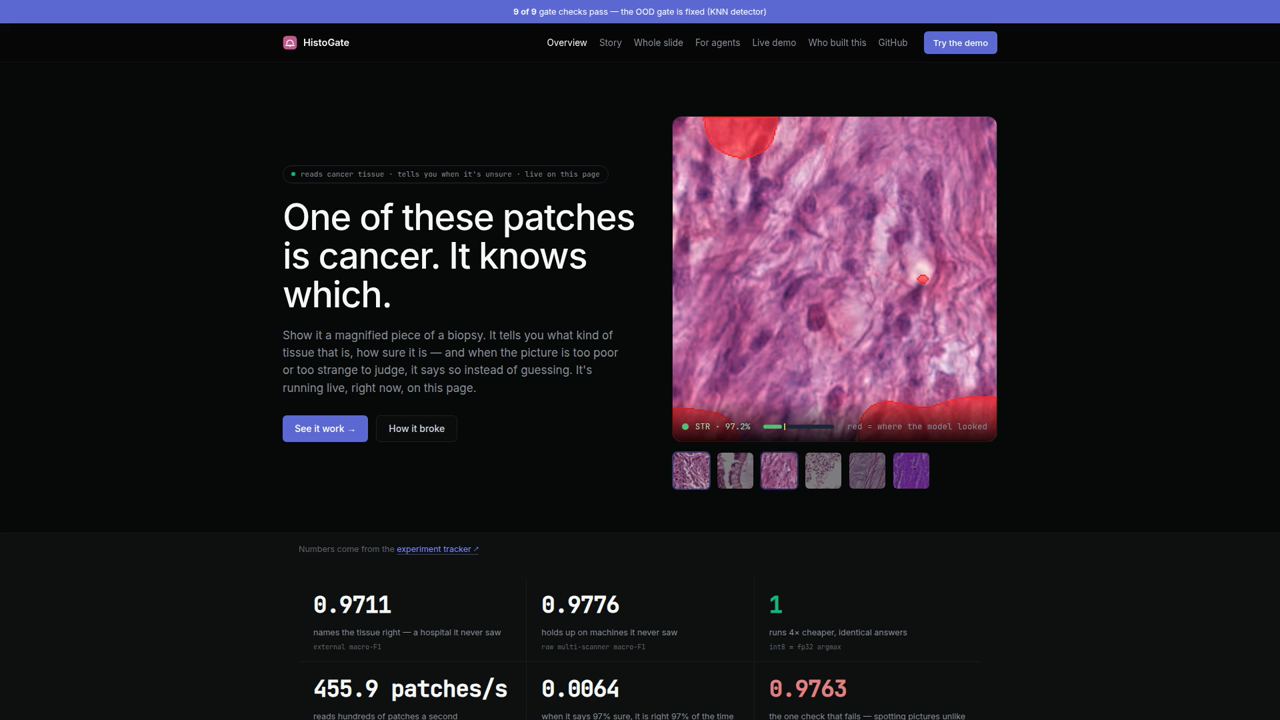 9 of 9 gate checks pass — the OOD gate is fixed (KNN detector)
HistoGate
Overview Story Whole slide For agents Live demo Who built this GitHub Try the demo
reads cancer tissue · tells you when it's unsure · live on this page
One of these patches
is cancer. It knows
which.
Show it a magnified piece of a biopsy. It tells you what kind of
tissue that is, how sure it is — and when the picture is too poor
or too strange to judge, it says so instead of guessing. It's
running live, right now, on this page.
See it work → How it broke
STR · 97.2% red = where the model looked
Numbers come from the experiment tracker ↗
0.9711 0.9776 1
names the tissue right — a hospital it never saw holds up on machines it never saw runs 4× cheaper, identical answers
external macro-F1 raw multi-scanner macro-F1 int8 = fp32 argmax
455.9 patches/s 0.0064 0.9763
reads hundreds of patches a second when it says 97% sure, it is right 97% of the time the one check that fails — spotting pictures unlike